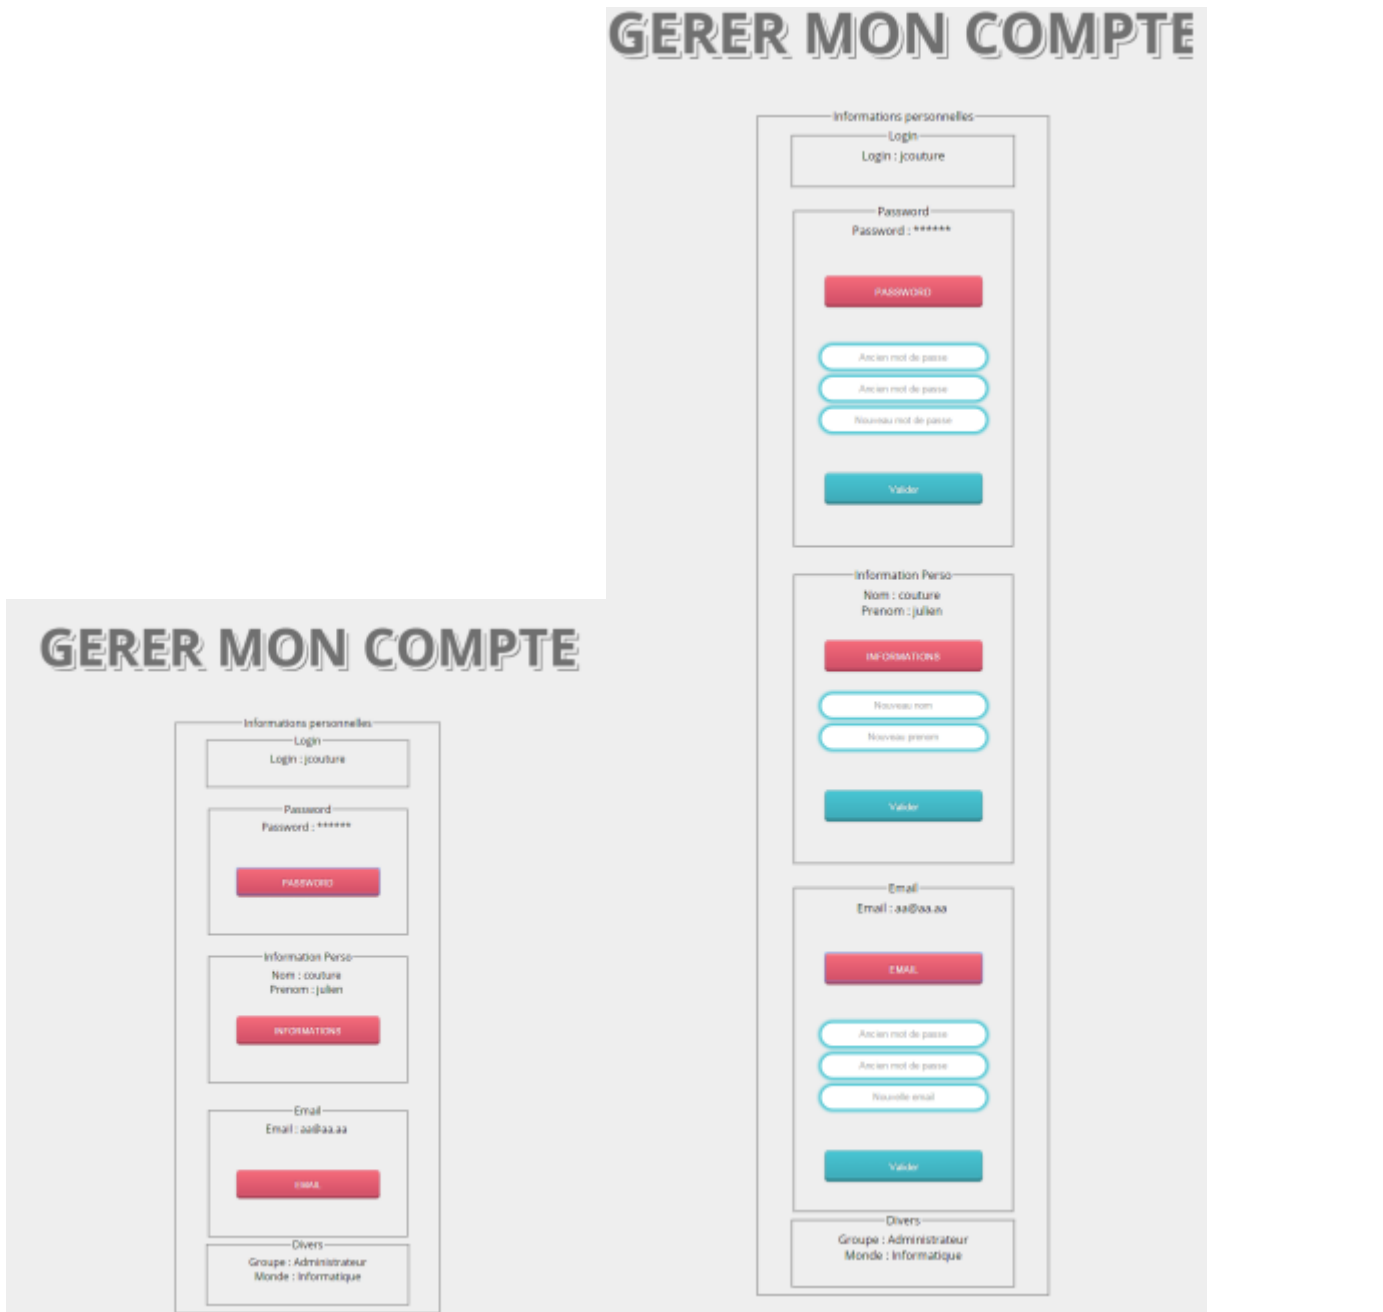 GERER MON COMPTE
Informations personnelles
Login
Login : jcouture
Password
Password : ******
PASSWORD
Information Perso
Nom : couture
Prenom : julien
INFORMATIONS
Email
Email : aa@aa.aa
EMAIL
Divers
Groupe : Administrateur
Monde : Informatique
GERER MON COMPTE
Informations personnelles
Login
Login : jcouture
Password
Password : ******
PASSWORD
Ancien mot de passe
Ancien mot de passe
Nouveau mot de passe
Valider
Information Perso
Nom : couture
Prenom : julien
INFORMATIONS
Nouveau nom
Nouveau prenom
Valider
Email
Email : aa@aa.aa
EMAIL
Ancien mot de passe
Ancien mot de passe
Nouvelle email
Valider
Divers
Groupe : Administrateur
Monde : Informatique